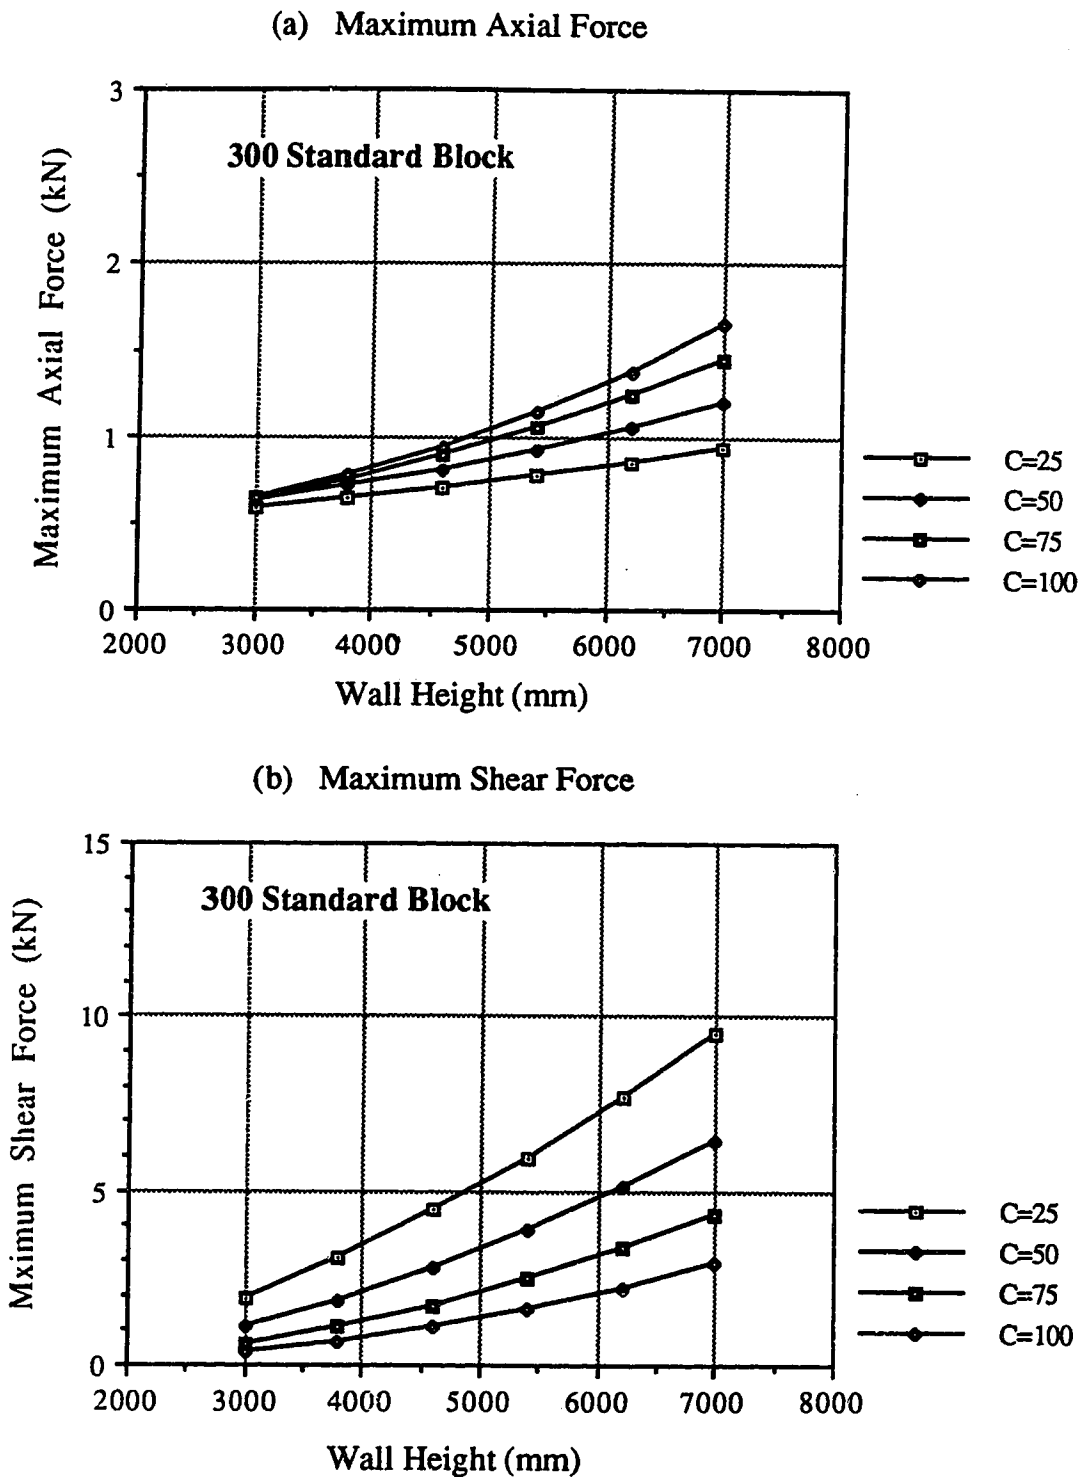 (a) Maximum Axial Force
3
300 Standard Block
2
1
0
Maximum Axial Force (kN)
2000 3000 4000 5000 6000 7000 8000
Wall Height (mm)
C=25
C=50
C=75
C=100
(b) Maximum Shear Force
15
300 Standard Block
10
5
0
Mximum Shear Force (kN)
2000 3000 4000 5000 6000 7000 8000
Wall Height (mm)
C=25
C=50
C=75
C=100